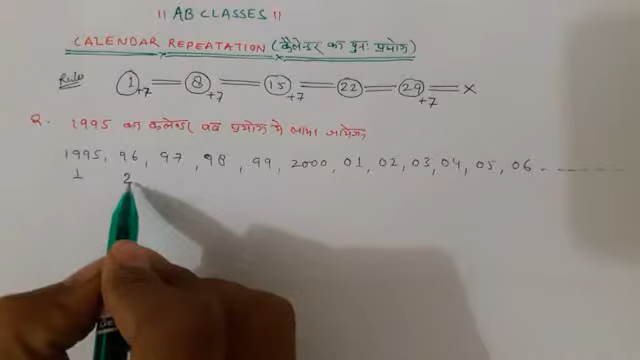 || AB CLASSES ||
CALENDAR REPEATATION (कैलेन्डर का पुनः प्रयोग)
Rule 1 +7 8 +7 15 +7 22 29 +7 x
Q. 1995 का कैलेन्डर कब प्रयोग में लाया जायेगा
1995, 96, 97, 98, 99, 2000, 01, 02, 03, 04, 05, 06 - - - - - -
1 2